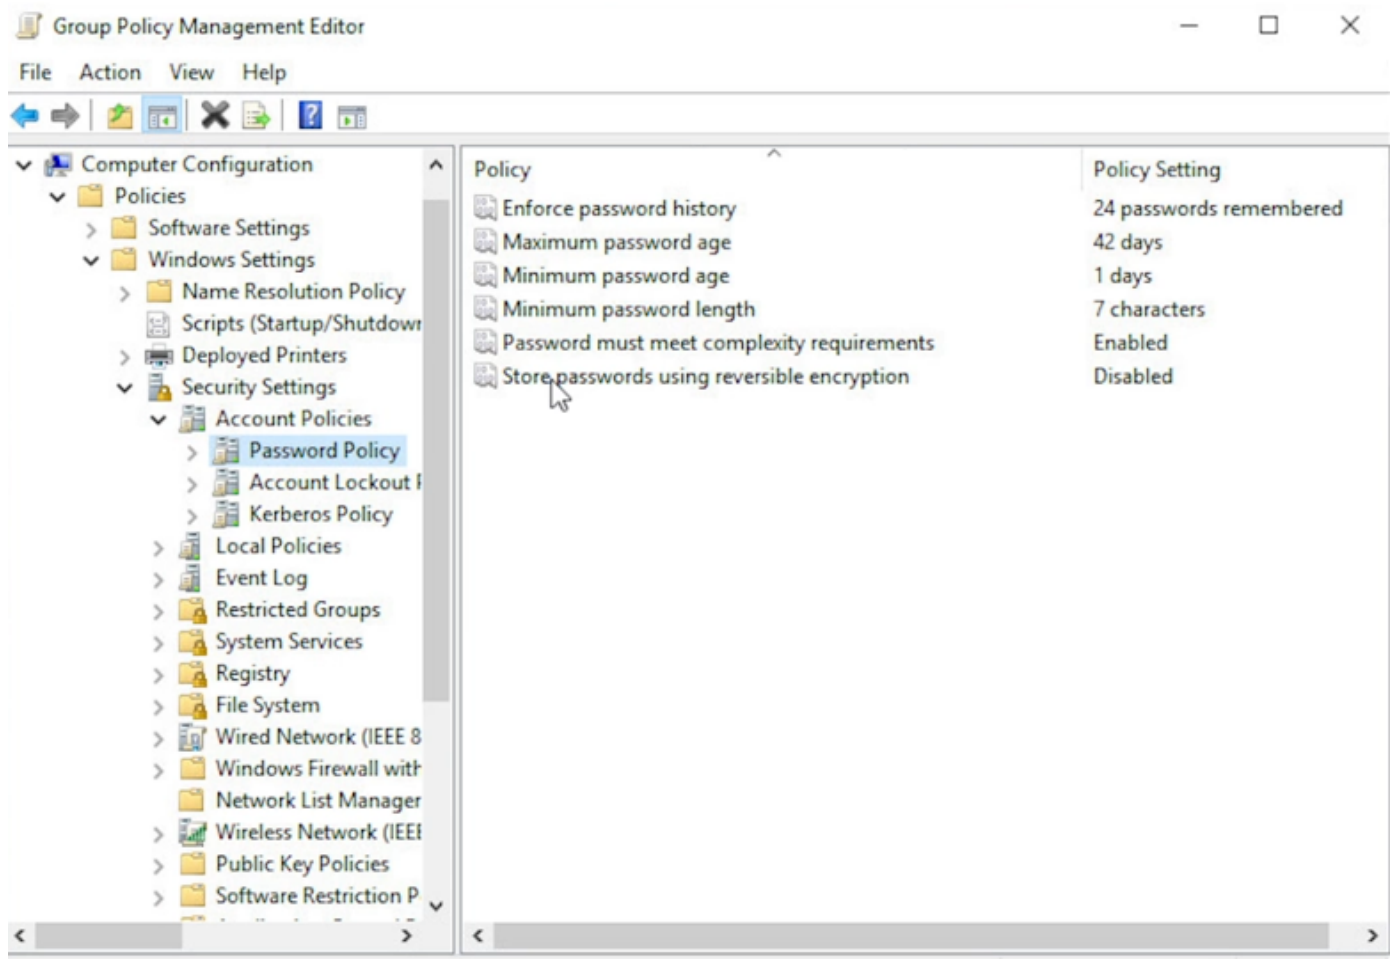 Group Policy Management Editor
File Action View Help
Computer Configuration
Policies
Software Settings
Windows Settings
Name Resolution Policy
Scripts (Startup/Shutdown
Deployed Printers
Security Settings
Account Policies
Password Policy
Account Lockout P
Kerberos Policy
Local Policies
Event Log
Restricted Groups
System Services
Registry
File System
Wired Network (IEEE 8
Windows Firewall with
Network List Manager
Wireless Network (IEEE
Public Key Policies
Software Restriction P
Policy Policy Setting
Enforce password history 24 passwords remembered
Maximum password age 42 days
Minimum password age 1 days
Minimum password length 7 characters
Password must meet complexity requirements Enabled
Store passwords using reversible encryption Disabled